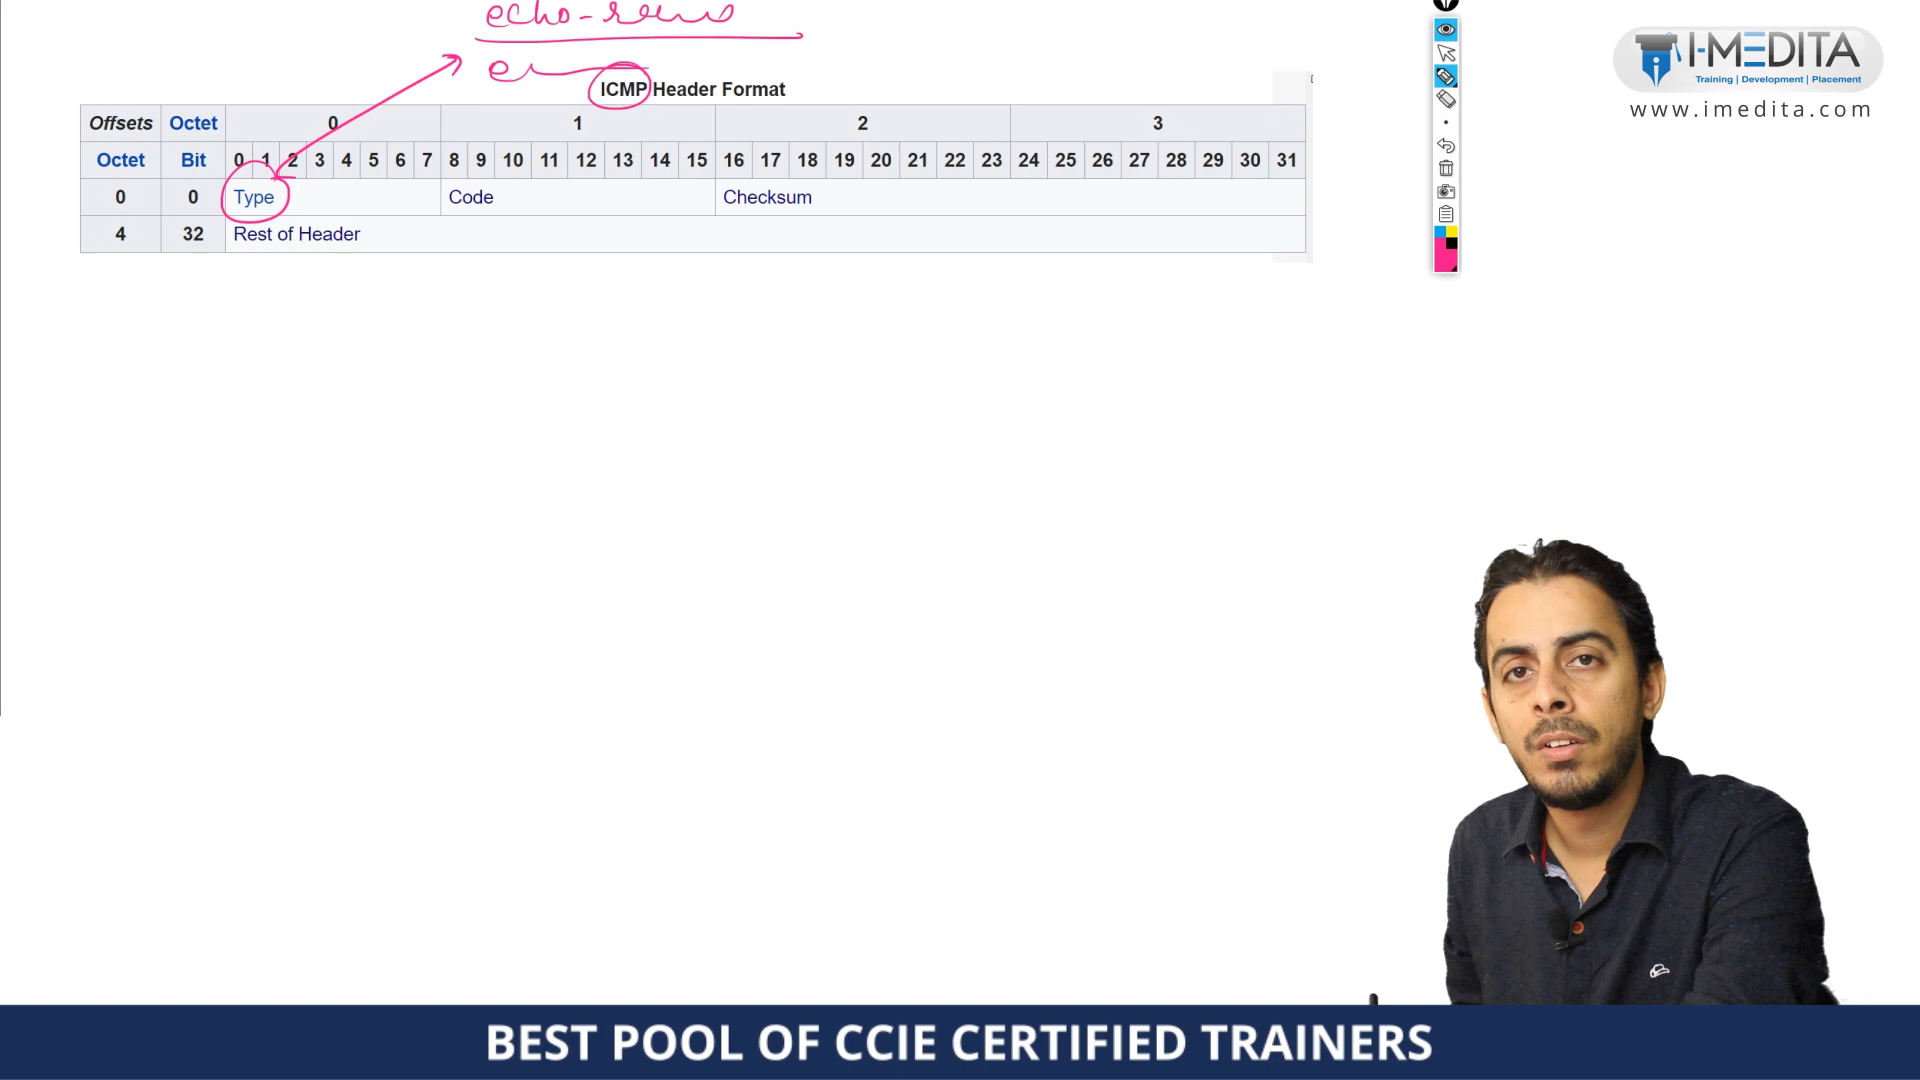 echo-
ICMP Header Format
Offsets Octet 0 1 2 3
Octet Bit 0 1 2 3 4 5 6 7 8 9 10 11 12 13 14 15 16 17 18 19 20 21 22 23 24 25 26 27 28 29 30 31
0 0 Type Code Checksum
4 32 Rest of Header
I-MEDITA
Training | Development | Placement
www.imedita.com
BEST POOL OF CCIE CERTIFIED TRAINERS